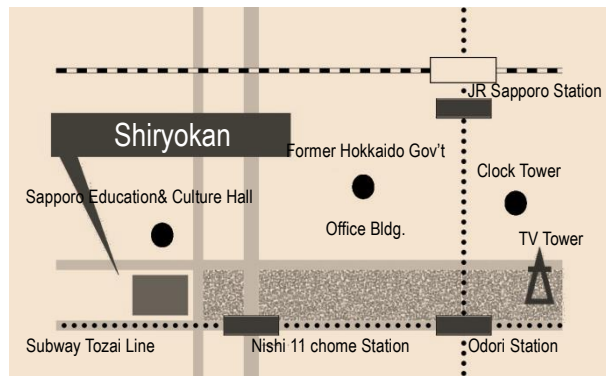 JR Sapporo Station
Shiryokan
Former Hokkaido Gov't
Clock Tower
Sapporo Education& Culture Hall
Office Bldg.
TV Tower
Subway Tozai Line
Nishi 11 chome Station
Odori Station